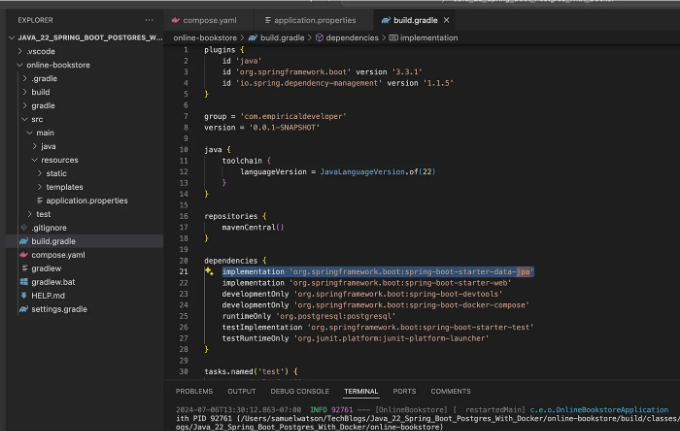 EXPLORER
JAVA_22_SPRING_BOOT_POSTGRES_W...
.vscode
online-bookstore
.gradle
build
gradle
src
main
java
resources
static
templates
application.properties
test
.gitignore
build.gradle
compose.yaml
gradlew
gradlew.bat
HELP.md
settings.gradle
compose.yaml
application.properties
build.gradle
online-bookstore > build.gradle > dependencies > implementation
1 plugins {
2 id 'java'
3 id 'org.springframework.boot' version '3.3.1'
4 id 'io.spring.dependency-management' version '1.1.5'
5 }
6
7 group = 'com.empiricaldeveloper'
8 version = '0.0.1-SNAPSHOT'
9
10 java {
11 toolchain {
12 languageVersion = JavaLanguageVersion.of(22)
13 }
14 }
15
16 repositories {
17 mavenCentral()
18 }
19
20 dependencies {
21 implementation 'org.springframework.boot:spring-boot-starter-data-jpa'
22 implementation 'org.springframework.boot:spring-boot-starter-web'
23 developmentOnly 'org.springframework.boot:spring-boot-devtools'
24 developmentOnly 'org.springframework.boot:spring-boot-docker-compose'
25 runtimeOnly 'org.postgresql:postgresql'
26 testImplementation 'org.springframework.boot:spring-boot-starter-test'
27 testRuntimeOnly 'org.junit.platform:junit-platform-launcher'
28 }
29
30 tasks.named('test') {
PROBLEMS OUTPUT DEBUG CONSOLE TERMINAL PORTS COMMENTS
2024-07-06T13:30:12.863-07:00 INFO 92761 --- [OnlineBookstore] [ restartedMain] c.e.o.OnlineBookstoreApplication
ith PID 92761 (/Users/samuelwatson/TechBlogs/Java_22_Spring_Boot_Postgres_With_Docker/online-bookstore/build/classes/
ogs/Java_22_Spring_Boot_Postgres_With_Docker/online-bookstore)